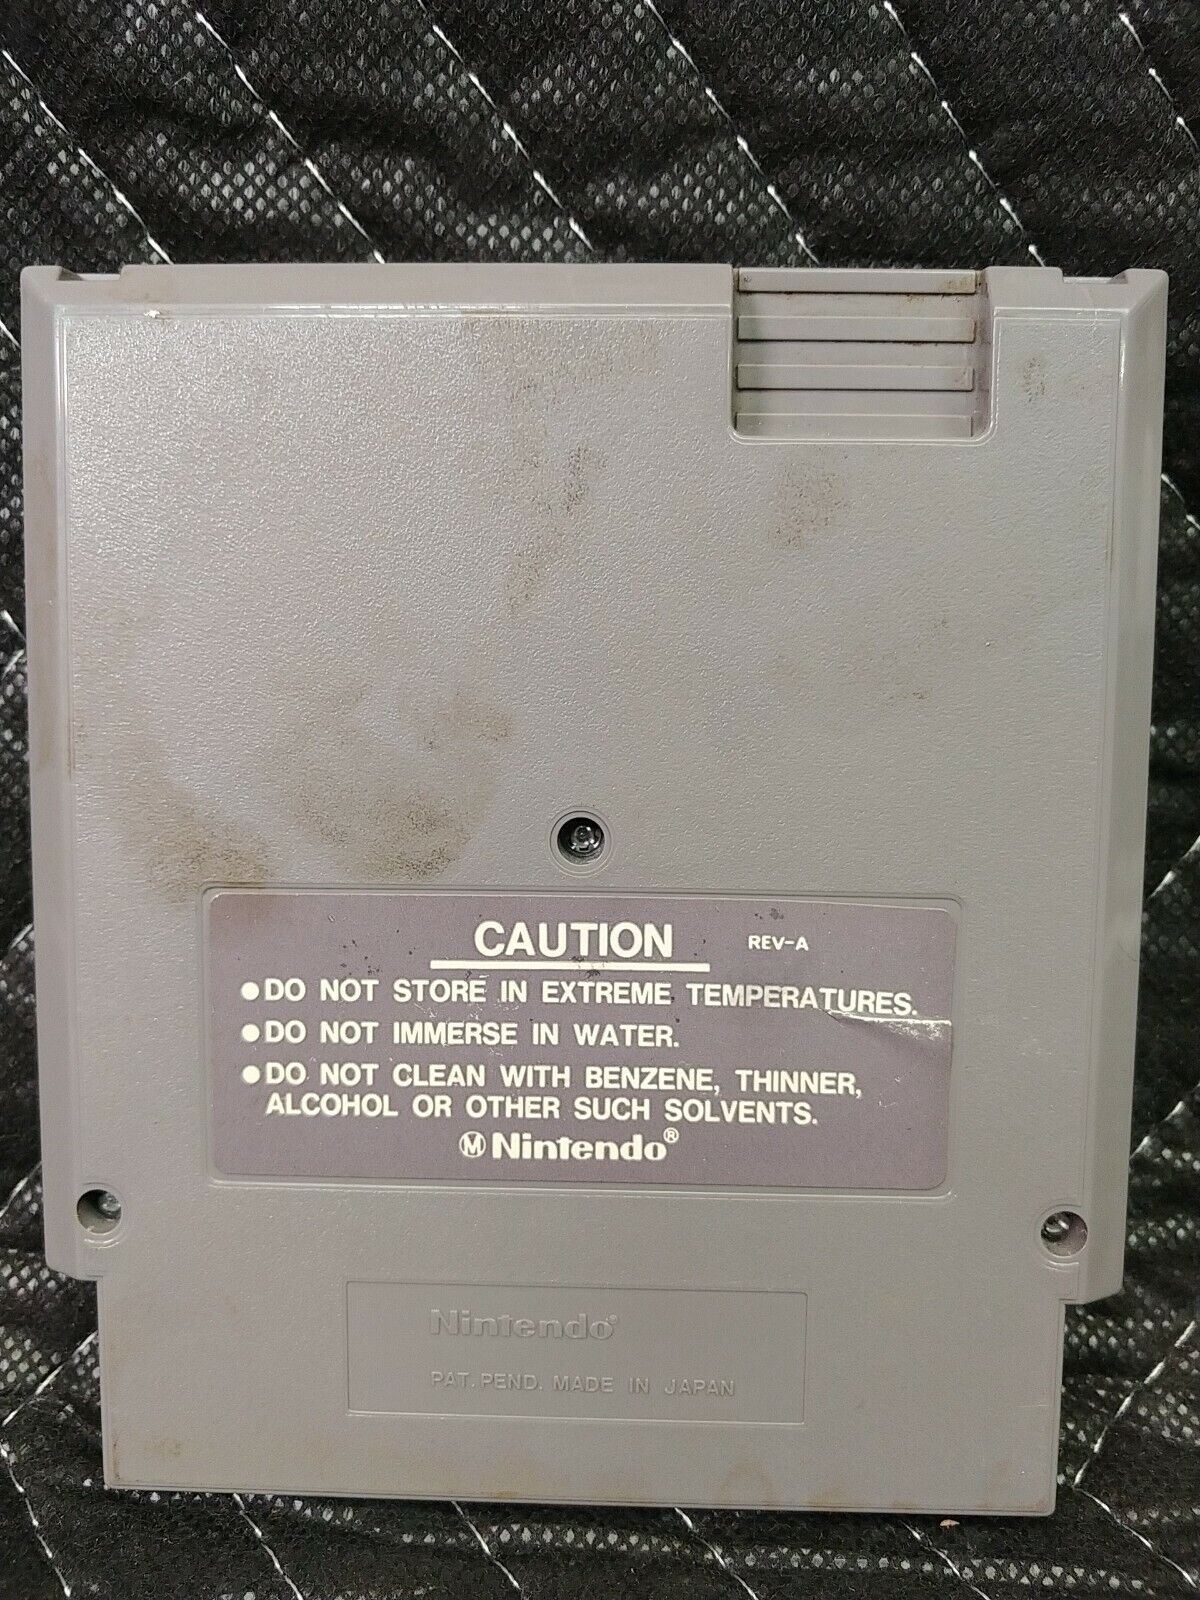 CAUTION REV-A
●DO NOT STORE IN EXTREME TEMPERATURES.
●DO NOT IMMERSE IN WATER.
●DO NOT CLEAN WITH BENZENE, THINNER,
ALCOHOL OR OTHER SUCH SOLVENTS.
Ⓜ Nintendo®
Nintendo®
PAT. PEND. MADE IN JAPAN